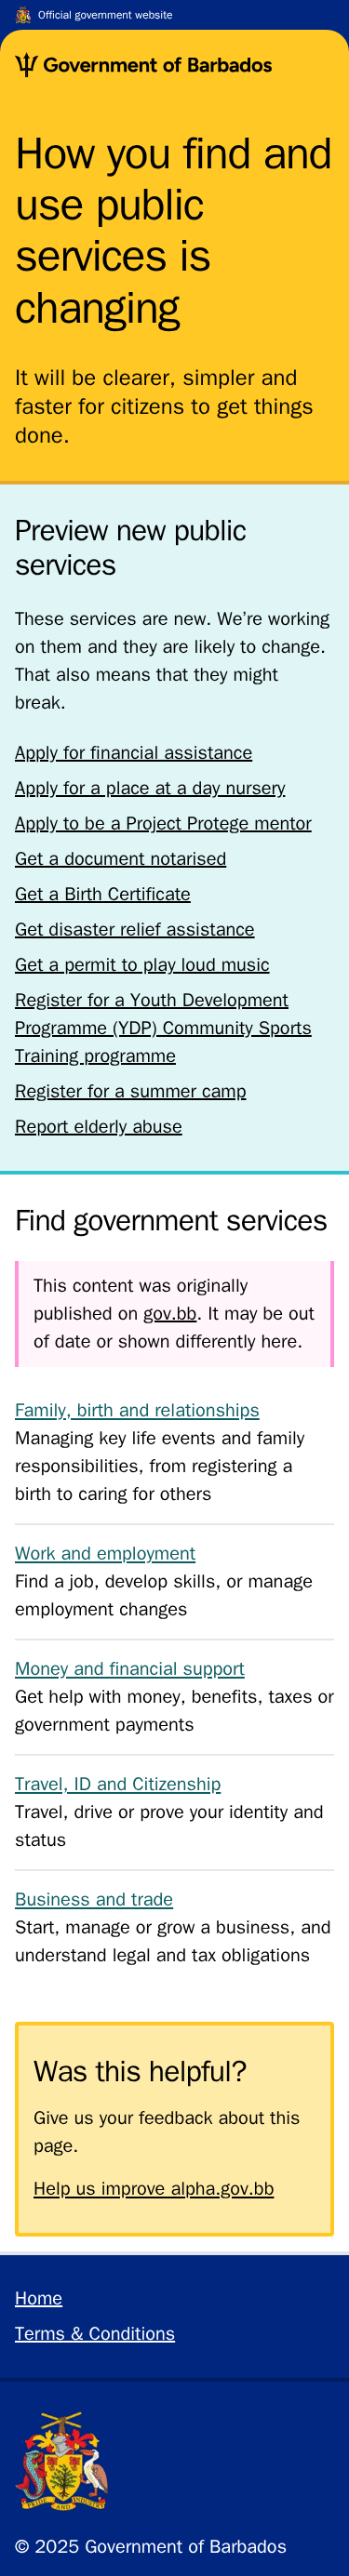 Official government website
Government of Barbados
How you find and
use public
services is
changing
It will be clearer, simpler and
faster for citizens to get things
done.
Preview new public
services
These services are new. We’re working
on them and they are likely to change.
That also means that they might
break.
Apply for financial assistance
Apply for a place at a day nursery
Apply to be a Project Protege mentor
Get a document notarised
Get a Birth Certificate
Get disaster relief assistance
Get a permit to play loud music
Register for a Youth Development
Programme (YDP) Community Sports
Training programme
Register for a summer camp
Report elderly abuse
Find government services
This content was originally
published on gov.bb. It may be out
of date or shown differently here.
Family, birth and relationships
Managing key life events and family
responsibilities, from registering a
birth to caring for others
Work and employment
Find a job, develop skills, or manage
employment changes
Money and financial support
Get help with money, benefits, taxes or
government payments
Travel, ID and Citizenship
Travel, drive or prove your identity and
status
Business and trade
Start, manage or grow a business, and
understand legal and tax obligations
Was this helpful?
Give us your feedback about this
page.
Help us improve alpha.gov.bb
Home
Terms & Conditions
PRIDE AND INDUSTRY
© 2025 Government of Barbados